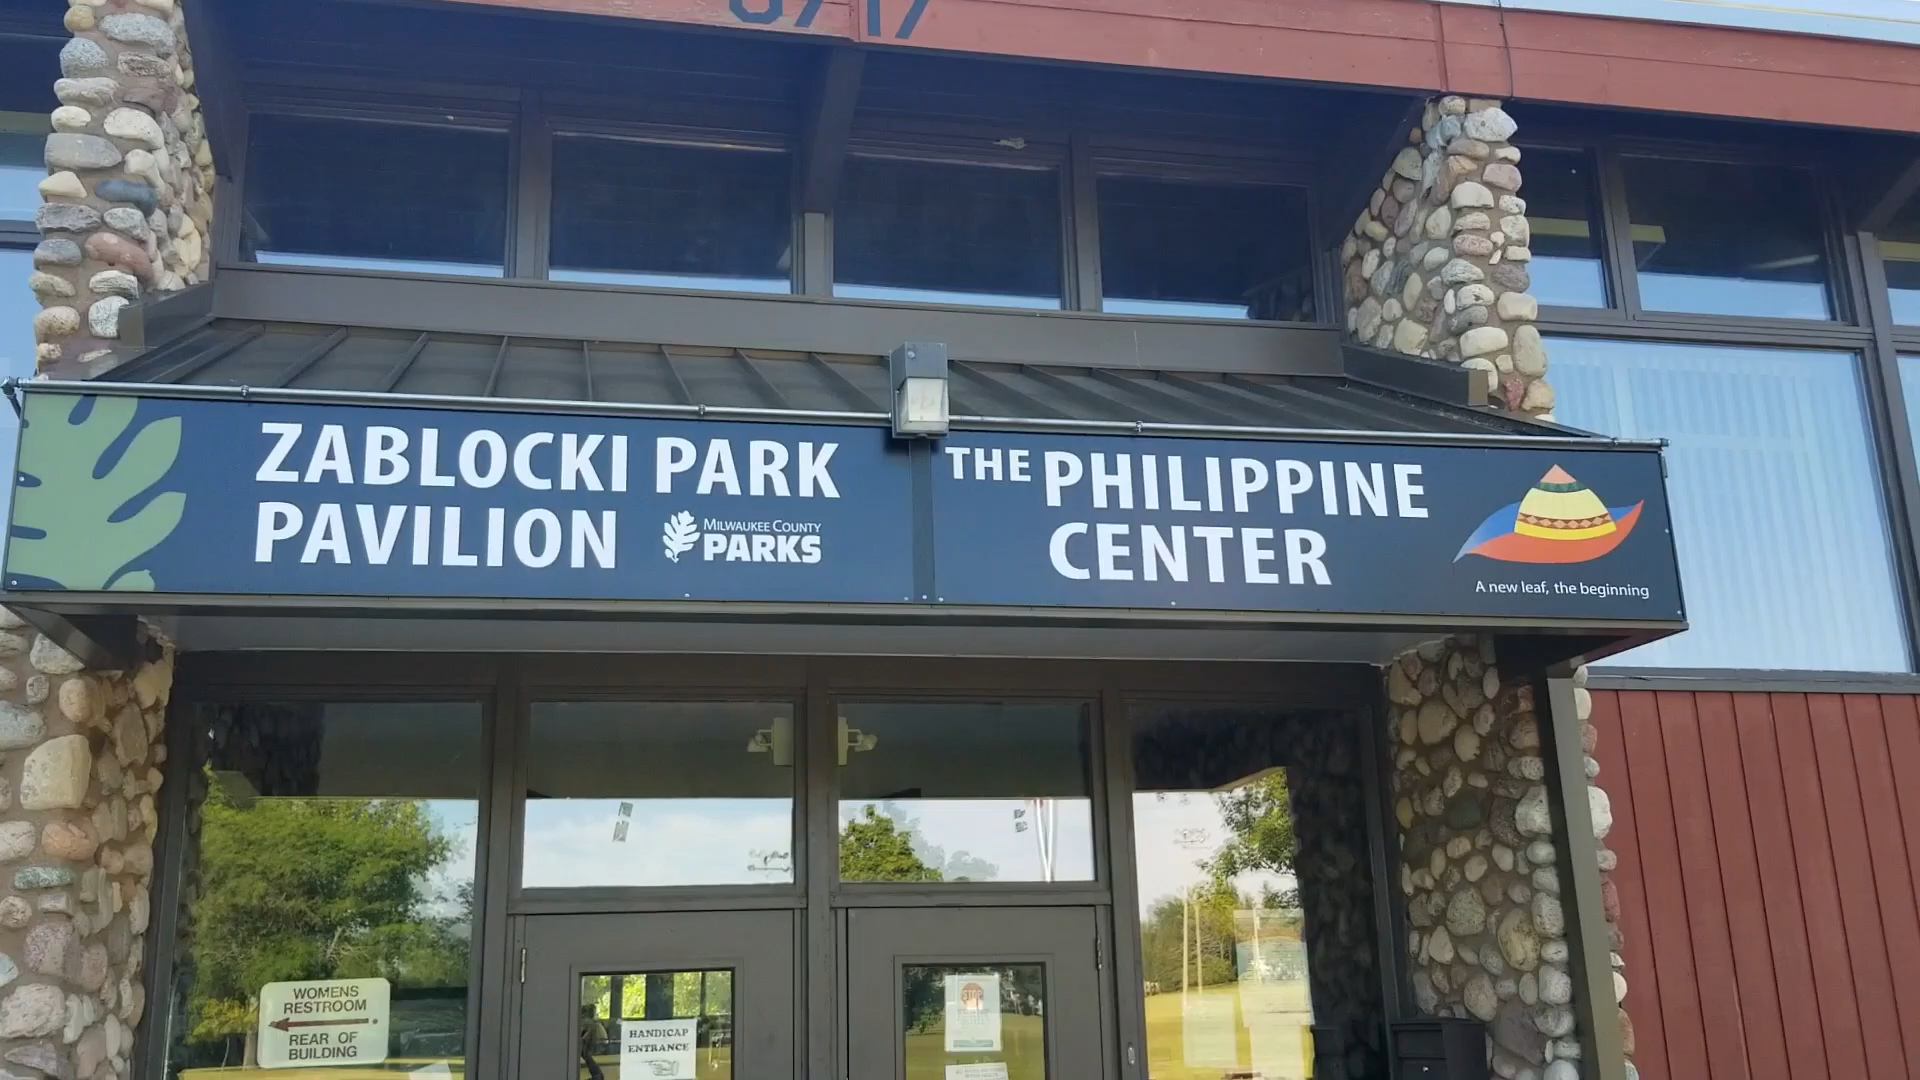 ZABLOCKI PARK
PAVILION
MILWAUKEE COUNTY
PARKS
THE PHILIPPINE
CENTER
A new leaf, the beginning
WOMENS
RESTROOM
REAR OF
BUILDING
HANDICAP
ENTRANCE
STOP